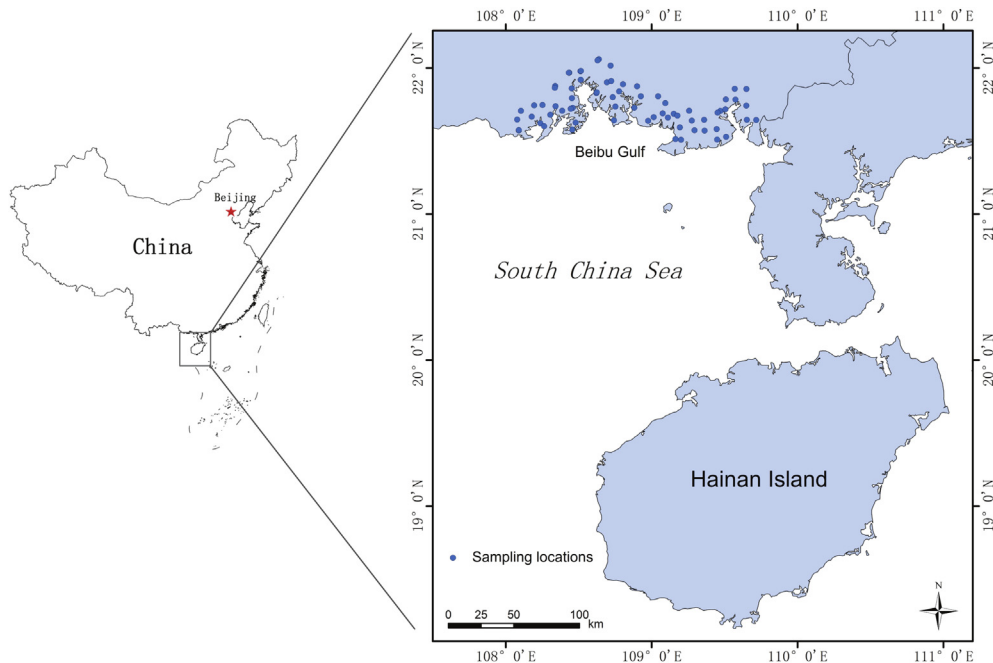 108° 0′E 109° 0′E 110° 0′E 111° 0′E
22° 0′N
21° 0′N
20° 0′N
19° 0′N
Beijing
China
Beibu Gulf
South China Sea
Hainan Island
Sampling locations
N
0 25 50 100
km
108° 0′E 109° 0′E 110° 0′E 111° 0′E
22° 0′N
21° 0′N
20° 0′N
19° 0′N